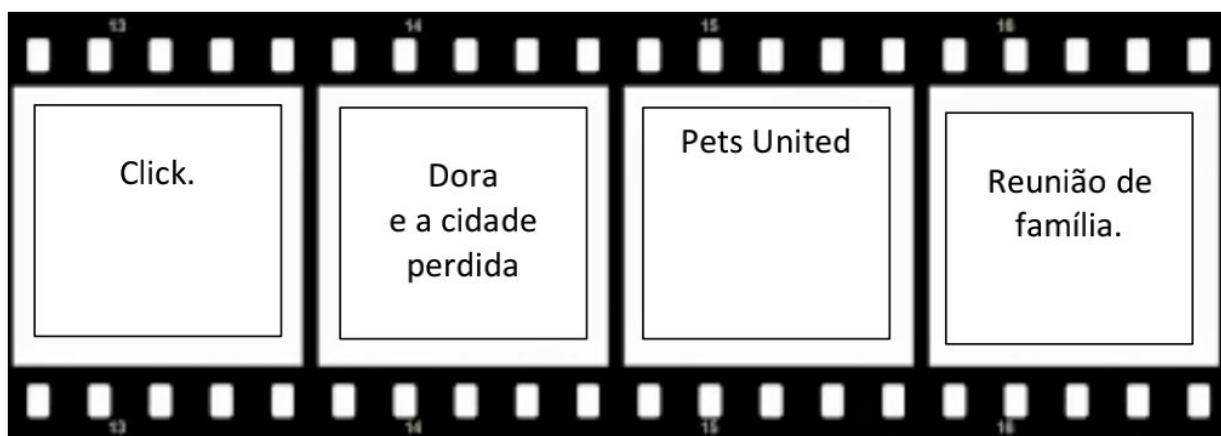 13 14 15 16
Click.
Dora
e a cidade
perdida
Pets United
Reunião de
família.
13 14 15 16